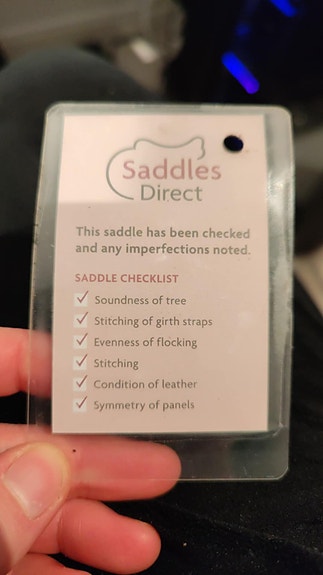 Saddles
Direct
This saddle has been checked
and any imperfections noted.
SADDLE CHECKLIST
Soundness of tree
Stitching of girth straps
Evenness of flocking
Stitching
Condition of leather
Symmetry of panels